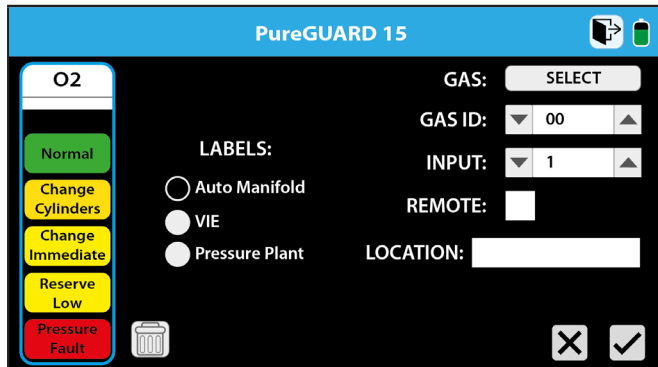 PureGUARD 15
O2
Normal
Change
Cylinders
Change
Immediate
Reserve
Low
Pressure
Fault
LABELS:
Auto Manifold
VIE
Pressure Plant
GAS: SELECT
GAS ID: 00
INPUT: 1
REMOTE:
LOCATION: